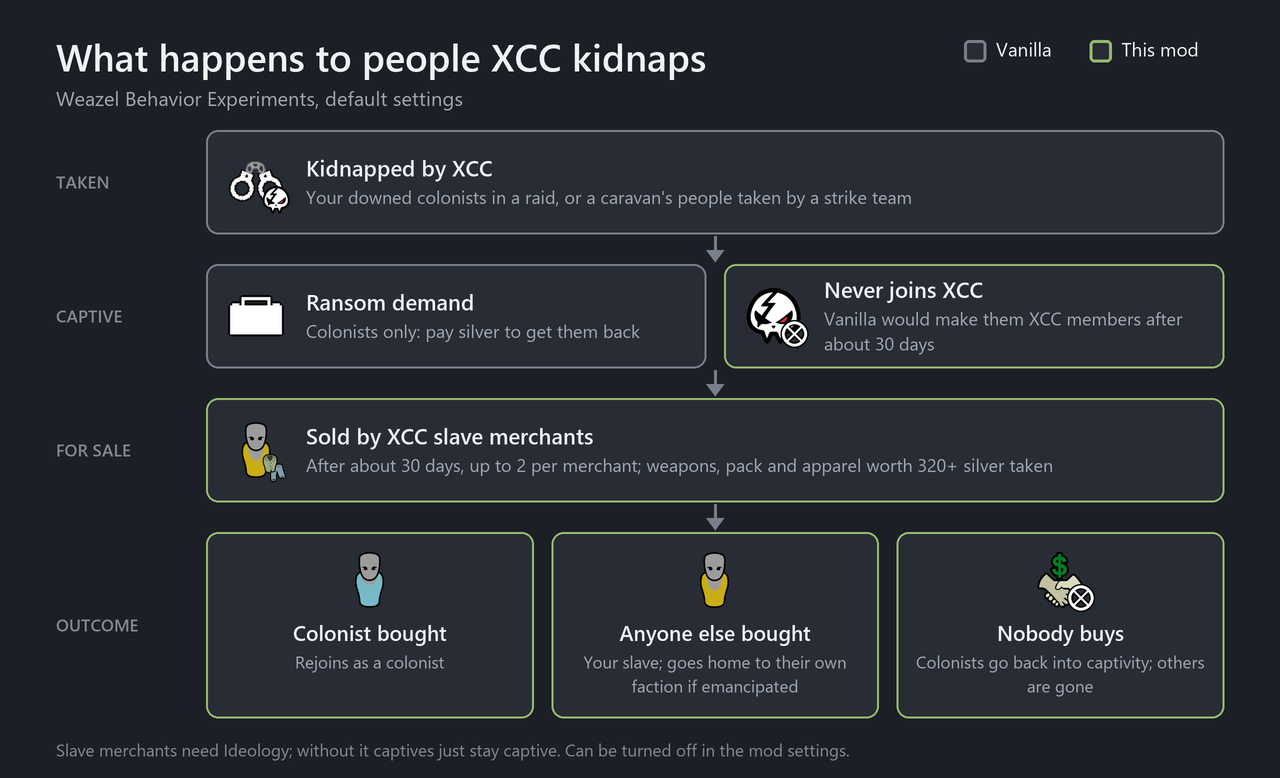 What happens to people XCC kidnaps
Vanilla
This mod
Weazel Behavior Experiments, default settings
TAKEN
Kidnapped by XCC
Your downed colonists in a raid, or a caravan's people taken by a strike team
CAPTIVE
Ransom demand
Colonists only: pay silver to get them back
Never joins XCC
Vanilla would make them XCC members after
about 30 days
FOR SALE
Sold by XCC slave merchants
After about 30 days, up to 2 per merchant; weapons, pack and apparel worth 320+ silver taken
OUTCOME
Colonist bought
Rejoins as a colonist
Anyone else bought
Your slave; goes home to their own
faction if emancipated
$
Nobody buys
Colonists go back into captivity; others
are gone
Slave merchants need Ideology; without it captives just stay captive. Can be turned off in the mod settings.